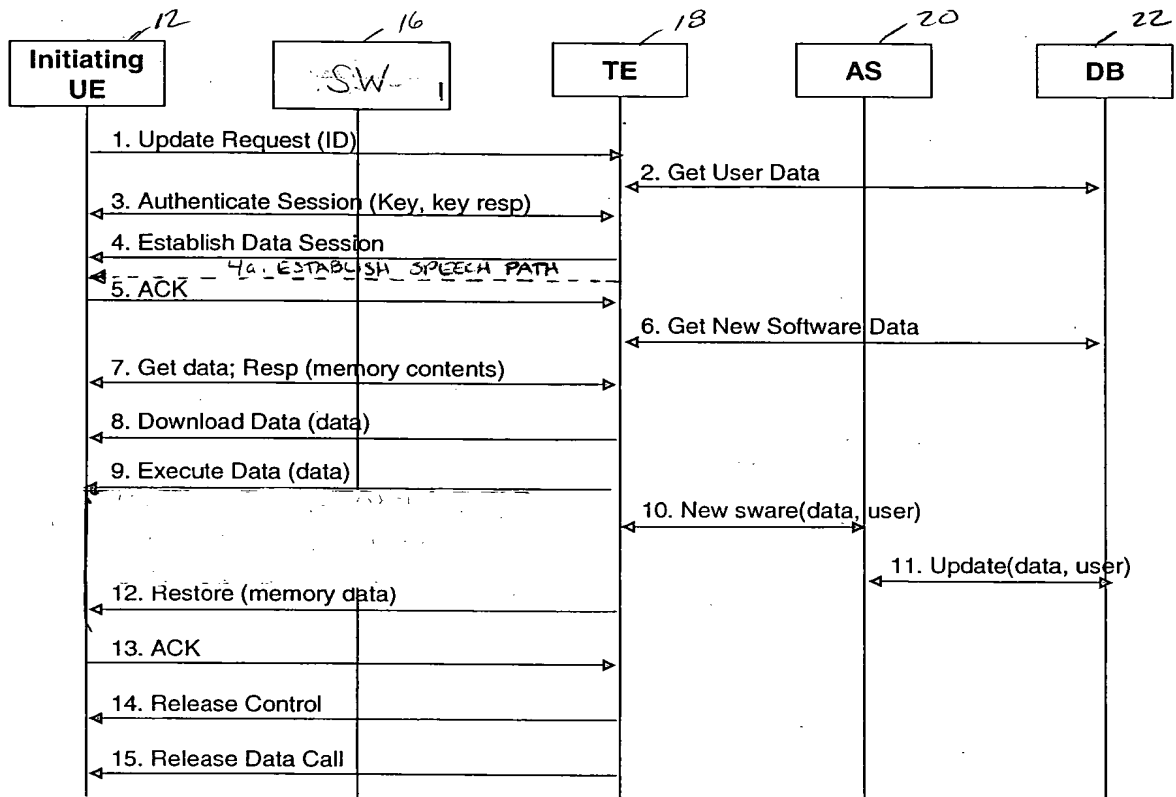 12
16
18
20
22
Initiating
UE
SW
TE
AS
DB
1. Update Request (ID)
2. Get User Data
3. Authenticate Session (Key, key resp)
4. Establish Data Session
4a. ESTABLISH SPEECH PATH
5. ACK
6. Get New Software Data
7. Get data; Resp (memory contents)
8. Download Data (data)
9. Execute Data (data)
10. New sware(data, user)
11. Update(data, user)
12. Restore (memory data)
13. ACK
14. Release Control
15. Release Data Call